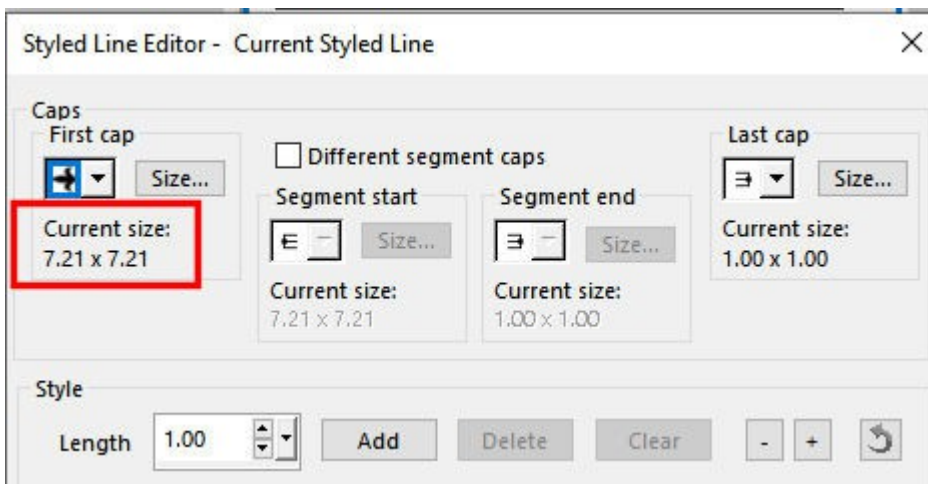 Styled Line Editor - Current Styled Line
Caps
First cap
Size...
Current size:
7.21 x 7.21
Different segment caps
Segment start
Size...
Current size:
7.21 x 7.21
Segment end
Size...
Current size:
1.00 x 1.00
Last cap
Size...
Current size:
1.00 x 1.00
Style
Length 1.00 Add Delete Clear - +